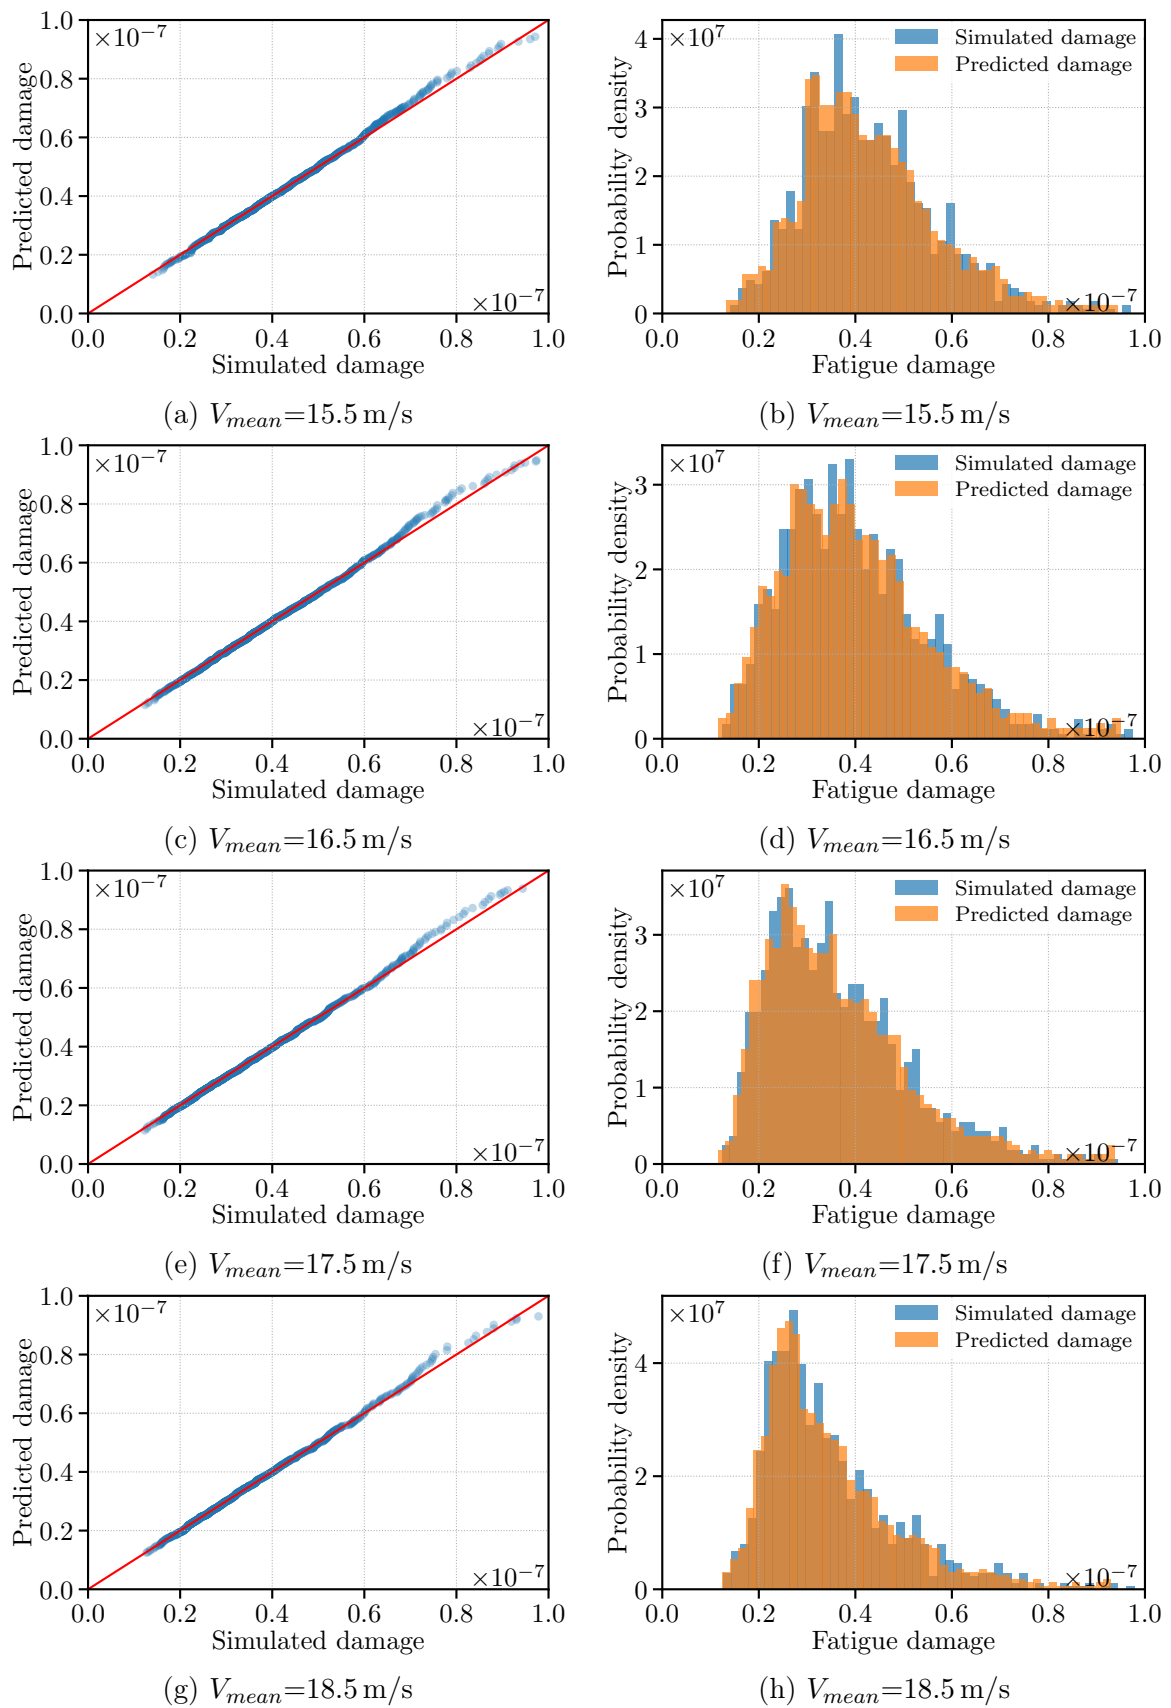 ×10⁻⁷
1.0
0.8
0.6
0.4
0.2
0.0
Predicted damage
×10⁻⁷
0.0 0.2 0.4 0.6 0.8 1.0
Simulated damage
(a) V_mean=15.5 m/s
×10⁷
4
3
2
1
0
Probability density
Simulated damage
Predicted damage
×10⁻⁷
0.0 0.2 0.4 0.6 0.8 1.0
Fatigue damage
(b) V_mean=15.5 m/s
×10⁻⁷
1.0
0.8
0.6
0.4
0.2
0.0
Predicted damage
×10⁻⁷
0.0 0.2 0.4 0.6 0.8 1.0
Simulated damage
(c) V_mean=16.5 m/s
×10⁷
3
2
1
0
Probability density
Simulated damage
Predicted damage
×10⁻⁷
0.0 0.2 0.4 0.6 0.8 1.0
Fatigue damage
(d) V_mean=16.5 m/s
×10⁻⁷
1.0
0.8
0.6
0.4
0.2
0.0
Predicted damage
×10⁻⁷
0.0 0.2 0.4 0.6 0.8 1.0
Simulated damage
(e) V_mean=17.5 m/s
×10⁷
3
2
1
0
Probability density
Simulated damage
Predicted damage
×10⁻⁷
0.0 0.2 0.4 0.6 0.8 1.0
Fatigue damage
(f) V_mean=17.5 m/s
×10⁻⁷
1.0
0.8
0.6
0.4
0.2
0.0
Predicted damage
×10⁻⁷
0.0 0.2 0.4 0.6 0.8 1.0
Simulated damage
(g) V_mean=18.5 m/s
×10⁷
4
2
0
Probability density
Simulated damage
Predicted damage
×10⁻⁷
0.0 0.2 0.4 0.6 0.8 1.0
Fatigue damage
(h) V_mean=18.5 m/s